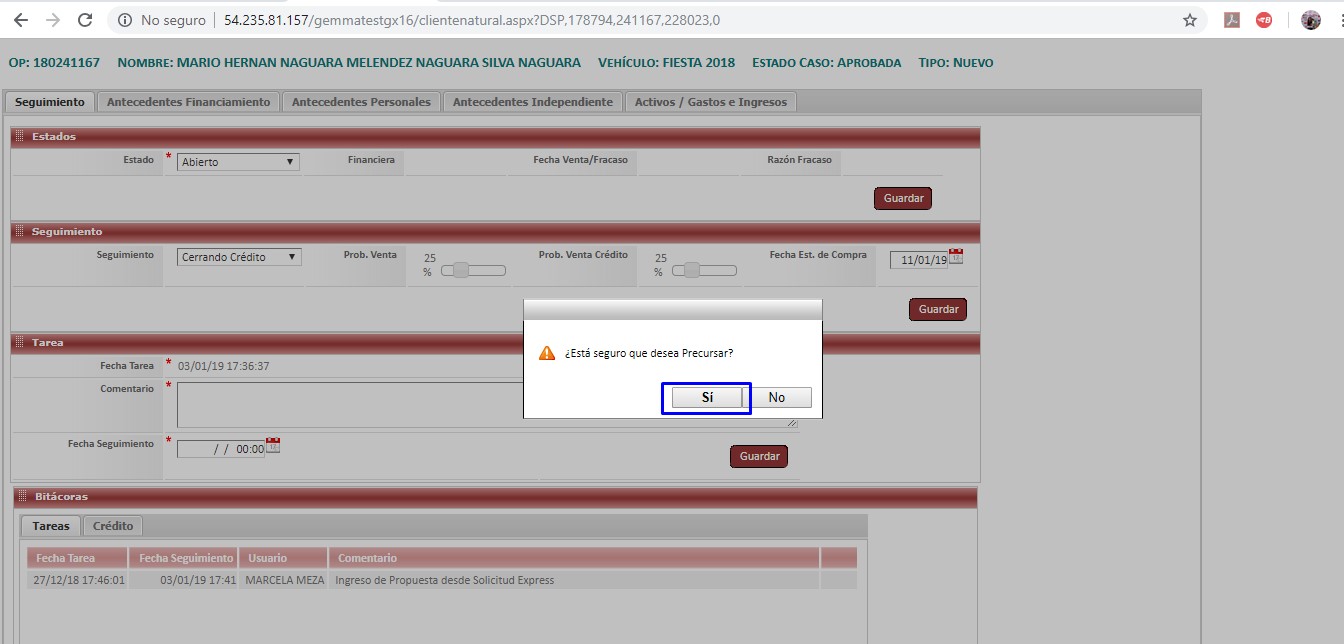 No seguro 54.235.81.157/gemmatestgx16/clientenatural.aspx?DSP,178794,241167,228023,0
OP: 180241167 NOMBRE: MARIO HERNAN NAGUARA MELENDEZ NAGUARA SILVA NAGUARA VEHÍCULO: FIESTA 2018 ESTADO CASO: APROBADA TIPO: NUEVO
Seguimiento Antecedentes Financiamiento Antecedentes Personales Antecedentes Independiente Activos / Gastos e Ingresos
Estados
Estado * Abierto Financiera Fecha Venta/Fracaso Razón Fracaso
Guardar
Seguimiento
Seguimiento Cerrando Crédito Prob. Venta 25 % Prob. Venta Crédito 25 % Fecha Est. de Compra 11/01/19
Guardar
Tarea
Fecha Tarea * 03/01/19 17:36:37
Comentario *
Fecha Seguimiento * / / 00:00
Guardar
¿Está seguro que desea Precursar?
Sí No
Bitácoras
Tareas Crédito
Fecha Tarea Fecha Seguimiento Usuario Comentario
27/12/18 17:46:01 03/01/19 17:41 MARCELA MEZA Ingreso de Propuesta desde Solicitud Express